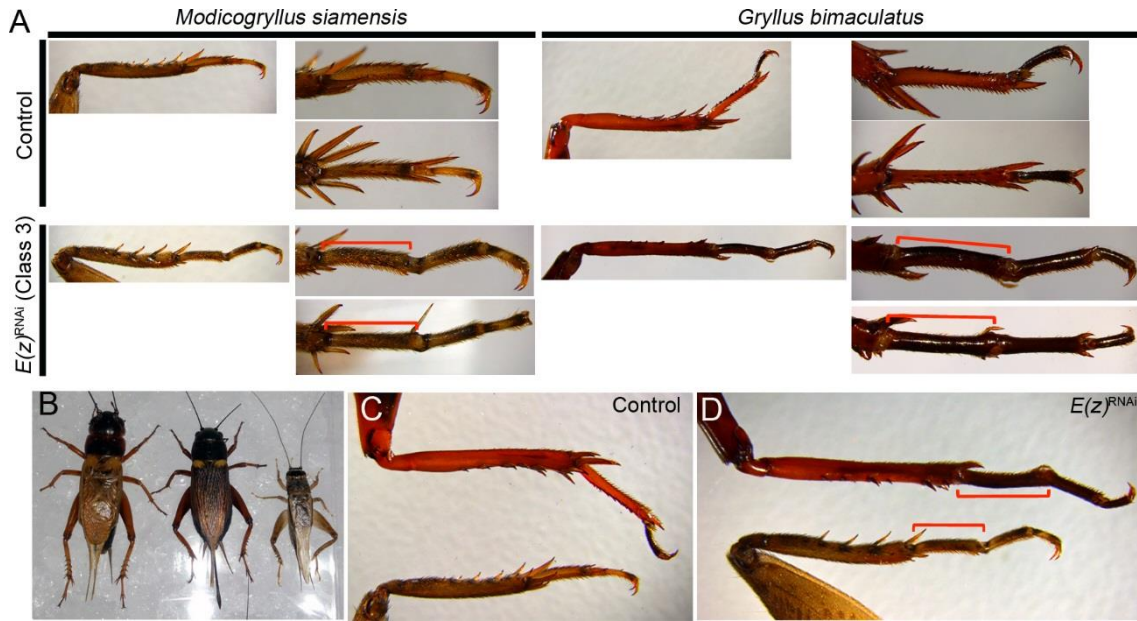 Modicogryllus siamensis
Gryllus bimaculatus
A
Control
E(z)RNAi (Class 3)
B
C
Control
D
E(z)RNAi